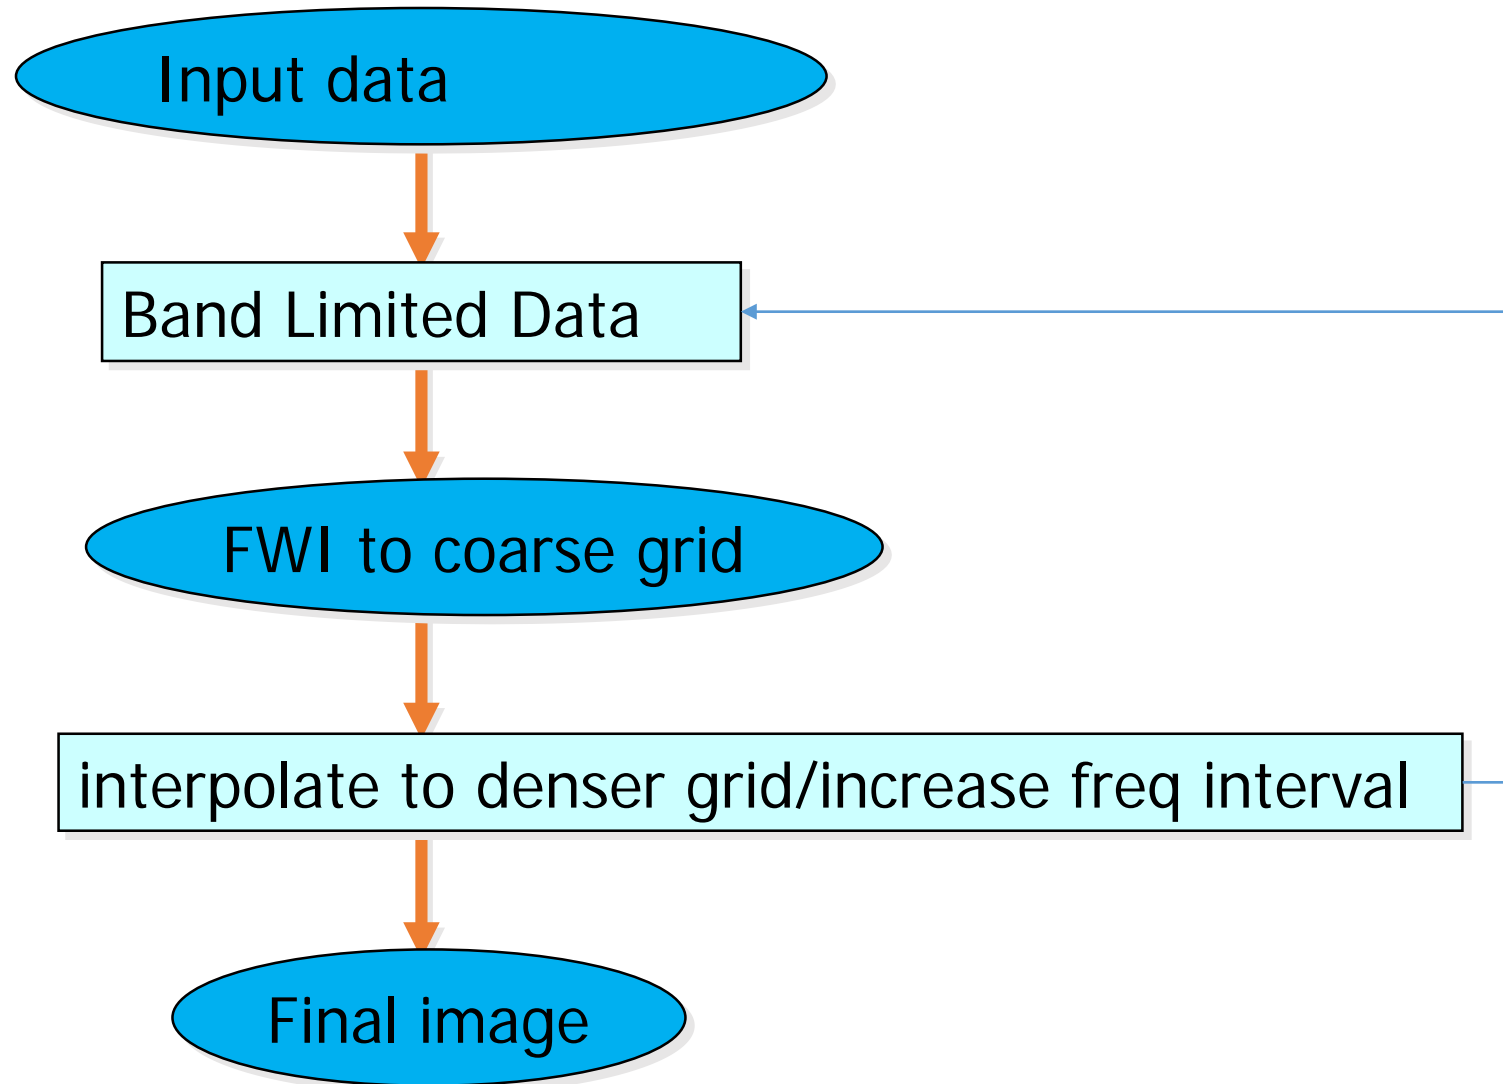 Input data
Band Limited Data
FWI to coarse grid
interpolate to denser grid/increase freq interval
Final image